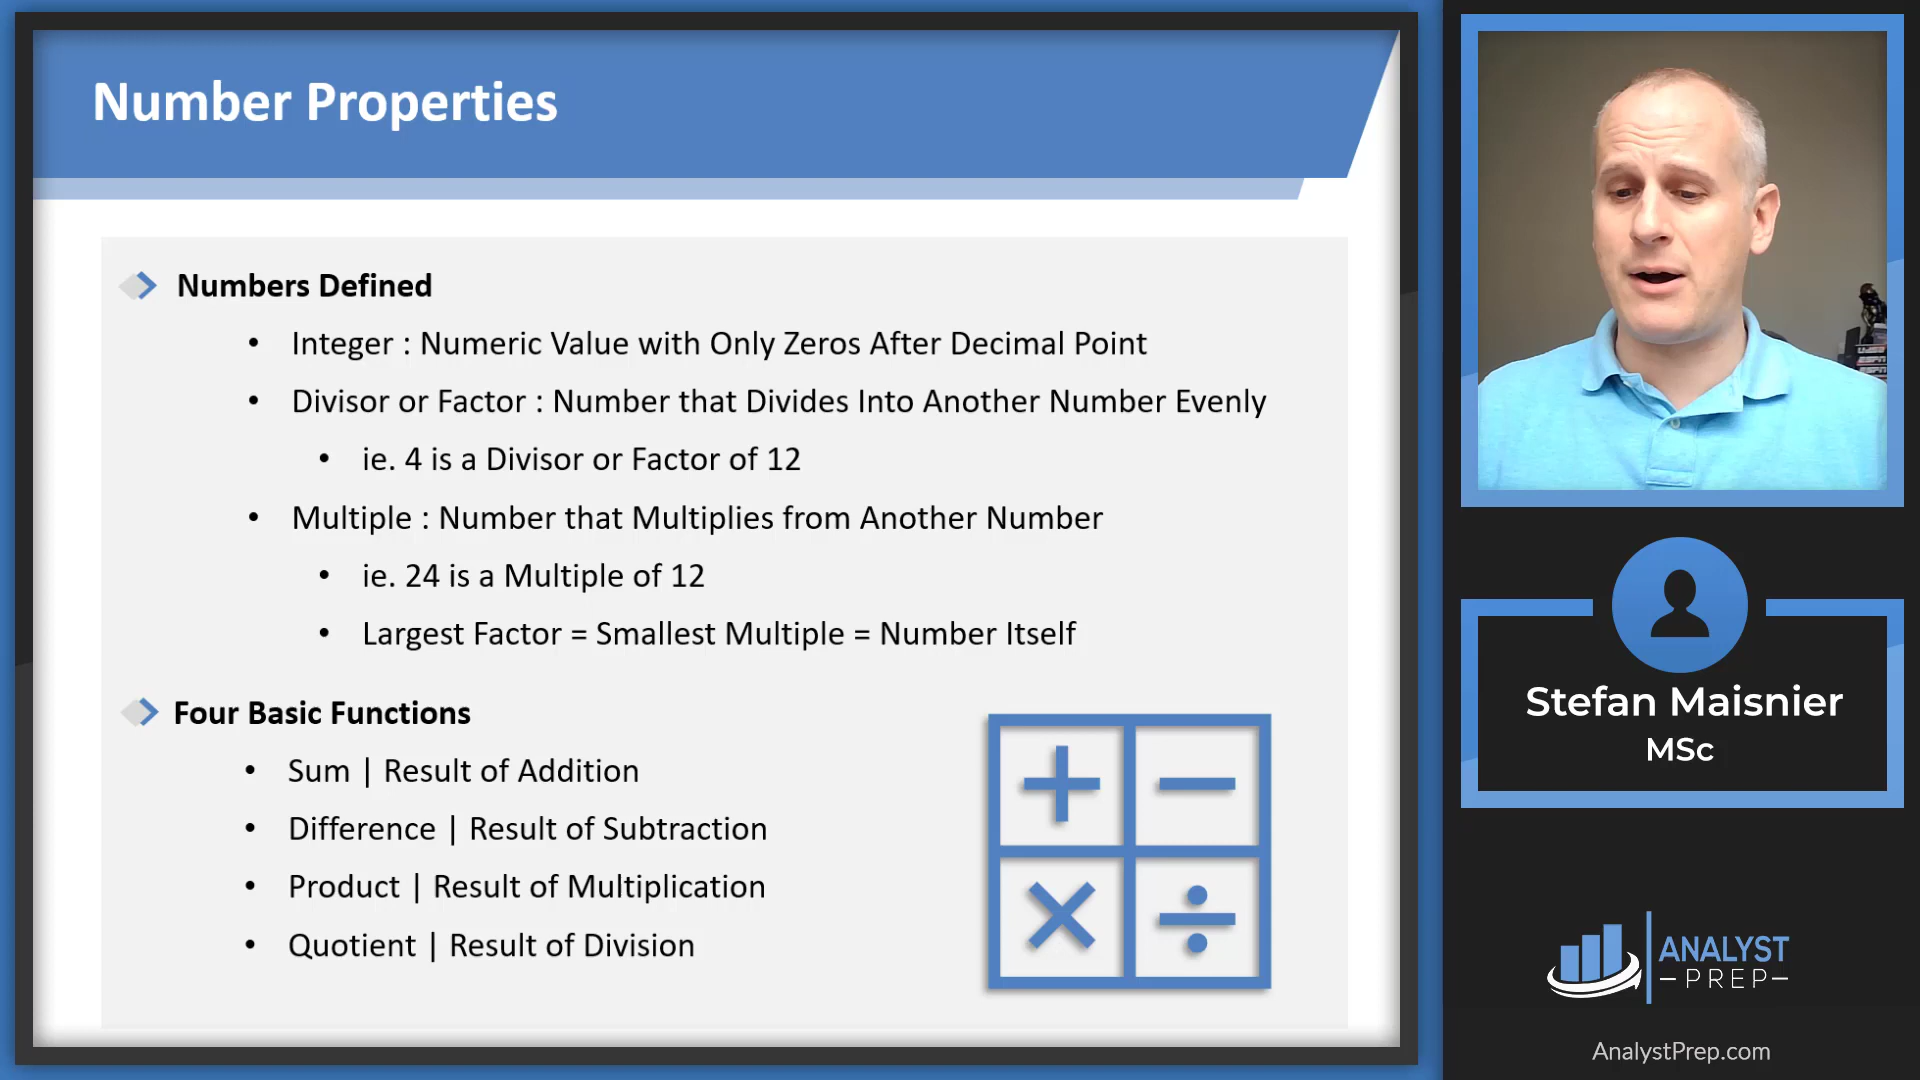 Number Properties
Numbers Defined
• Integer : Numeric Value with Only Zeros After Decimal Point
• Divisor or Factor : Number that Divides Into Another Number Evenly
• ie. 4 is a Divisor or Factor of 12
• Multiple : Number that Multiplies from Another Number
• ie. 24 is a Multiple of 12
• Largest Factor = Smallest Multiple = Number Itself
Four Basic Functions
• Sum | Result of Addition
• Difference | Result of Subtraction
• Product | Result of Multiplication
• Quotient | Result of Division
+ −
× ÷
Stefan Maisnier
MSc
ANALYST
PREP
AnalystPrep.com